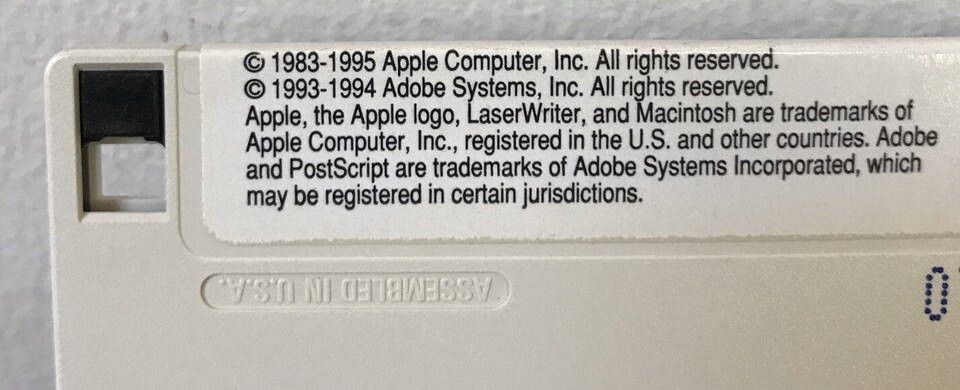 © 1983-1995 Apple Computer, Inc. All rights reserved.
© 1993-1994 Adobe Systems, Inc. All rights reserved.
Apple, the Apple logo, LaserWriter, and Macintosh are trademarks of
Apple Computer, Inc., registered in the U.S. and other countries. Adobe
and PostScript are trademarks of Adobe Systems Incorporated, which
may be registered in certain jurisdictions.
ASSEMBLED IN U.S.A.
0